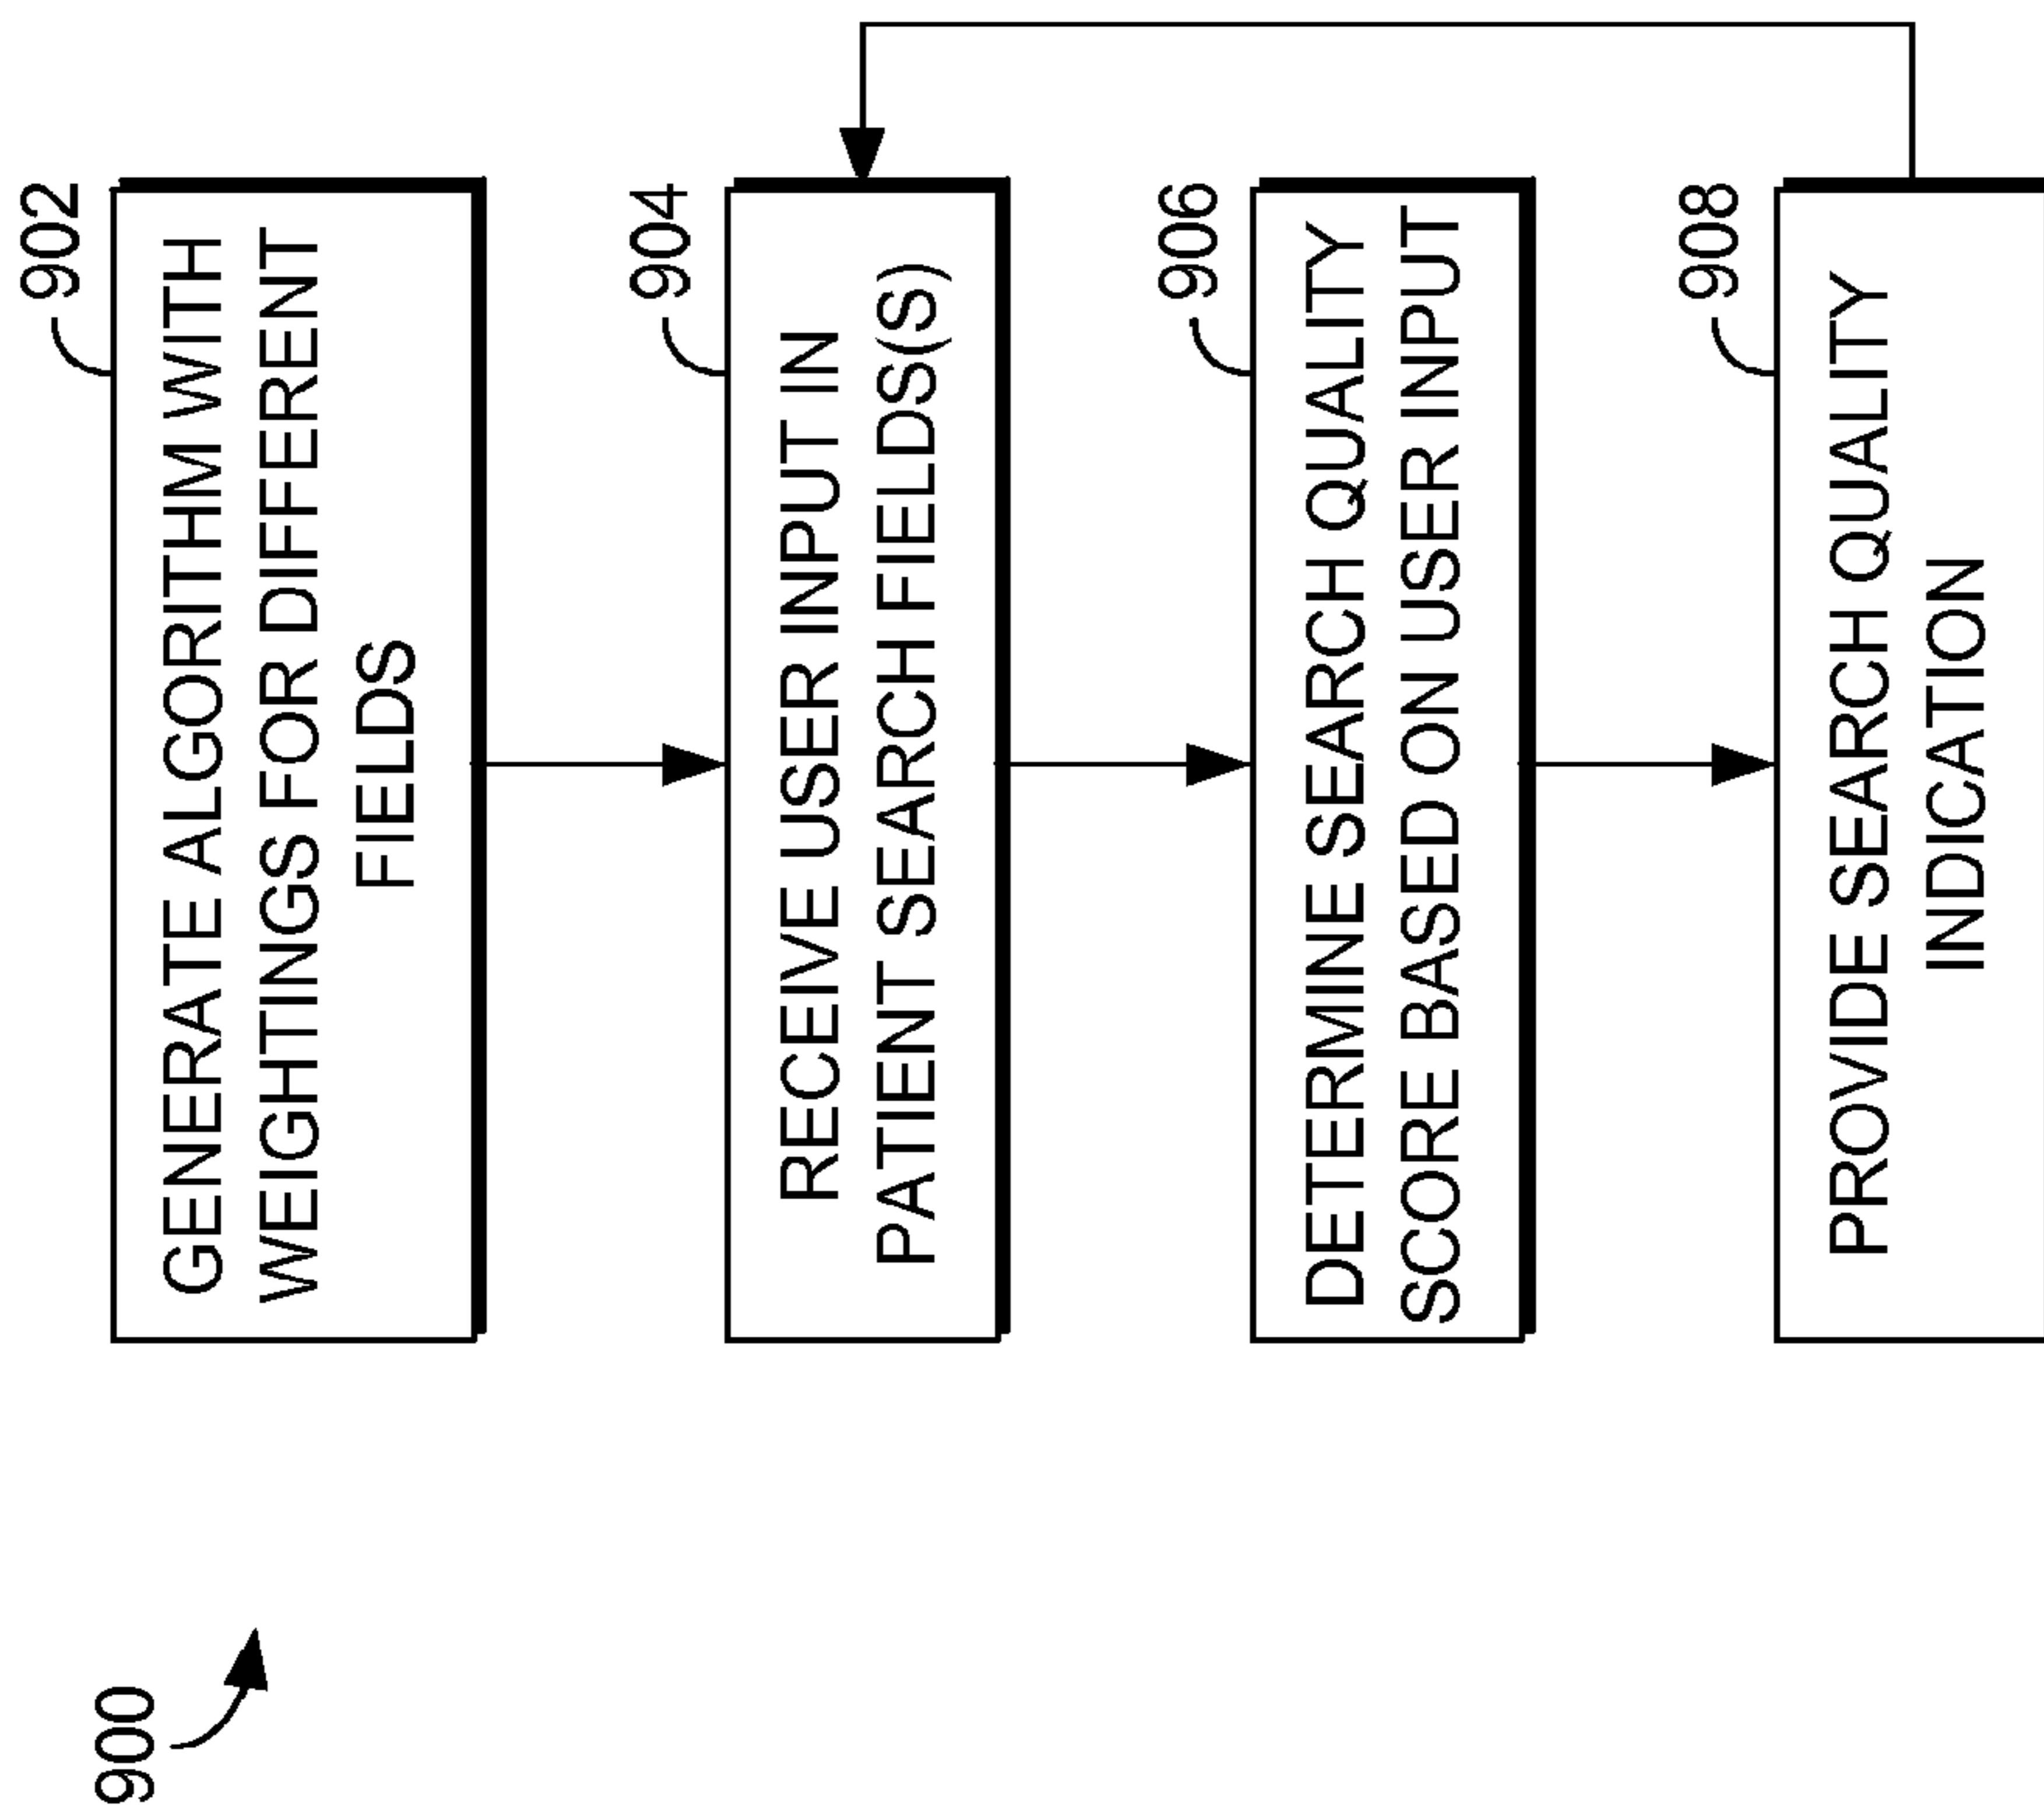 900
902
GENERATE ALGORITHM WITH
WEIGHTINGS FOR DIFFERENT
FIELDS
904
RECEIVE USER INPUT IN
PATIENT SEARCH FIELDS(S)
906
DETERMINE SEARCH QUALITY
SCORE BASED ON USER INPUT
908
PROVIDE SEARCH QUALITY
INDICATION